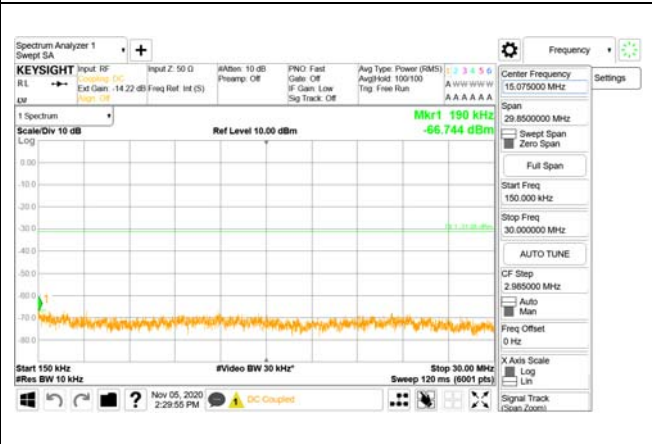 Spectrum Analyzer 1
Swept SA
Frequency
KEYSIGHT
Input: RF
Input Z: 50 Ω
#Atten: 10 dB
PNO: Fast
Avg Type: Power (RMS)
1 2 3 4 5 6
RL
Coupling: DC
Preamp: Off
Gate: Off
Avg|Hold: 100/100
A W W W W W
Ext Gain: -14.22 dB
Freq Ref: Int (S)
IF Gain: Low
Trig: Free Run
Align: Off
Sig Track: Off
A A A A A A
1 Spectrum
Mkr1 190 kHz
Scale/Div 10 dB
Ref Level 10.00 dBm
-66.744 dBm
Log
0.00
-10.0
-20.0
-30.0
-40.0
-50.0
-60.0
-70.0
-80.0
1
Start 150 kHz
#Video BW 30 kHz*
Stop 30.00 MHz
#Res BW 10 kHz
Sweep 120 ms (6001 pts)
Nov 05, 2020
2:29:55 PM
DC Coupled
Center Frequency
15.075000 MHz
Settings
Span
29.8500000 MHz
Swept Span
Zero Span
Full Span
Start Freq
150.000 kHz
Stop Freq
30.000000 MHz
AUTO TUNE
CF Step
2.985000 MHz
Auto
Man
Freq Offset
0 Hz
X Axis Scale
Log
Lin
Signal Track
(Span Zoom)